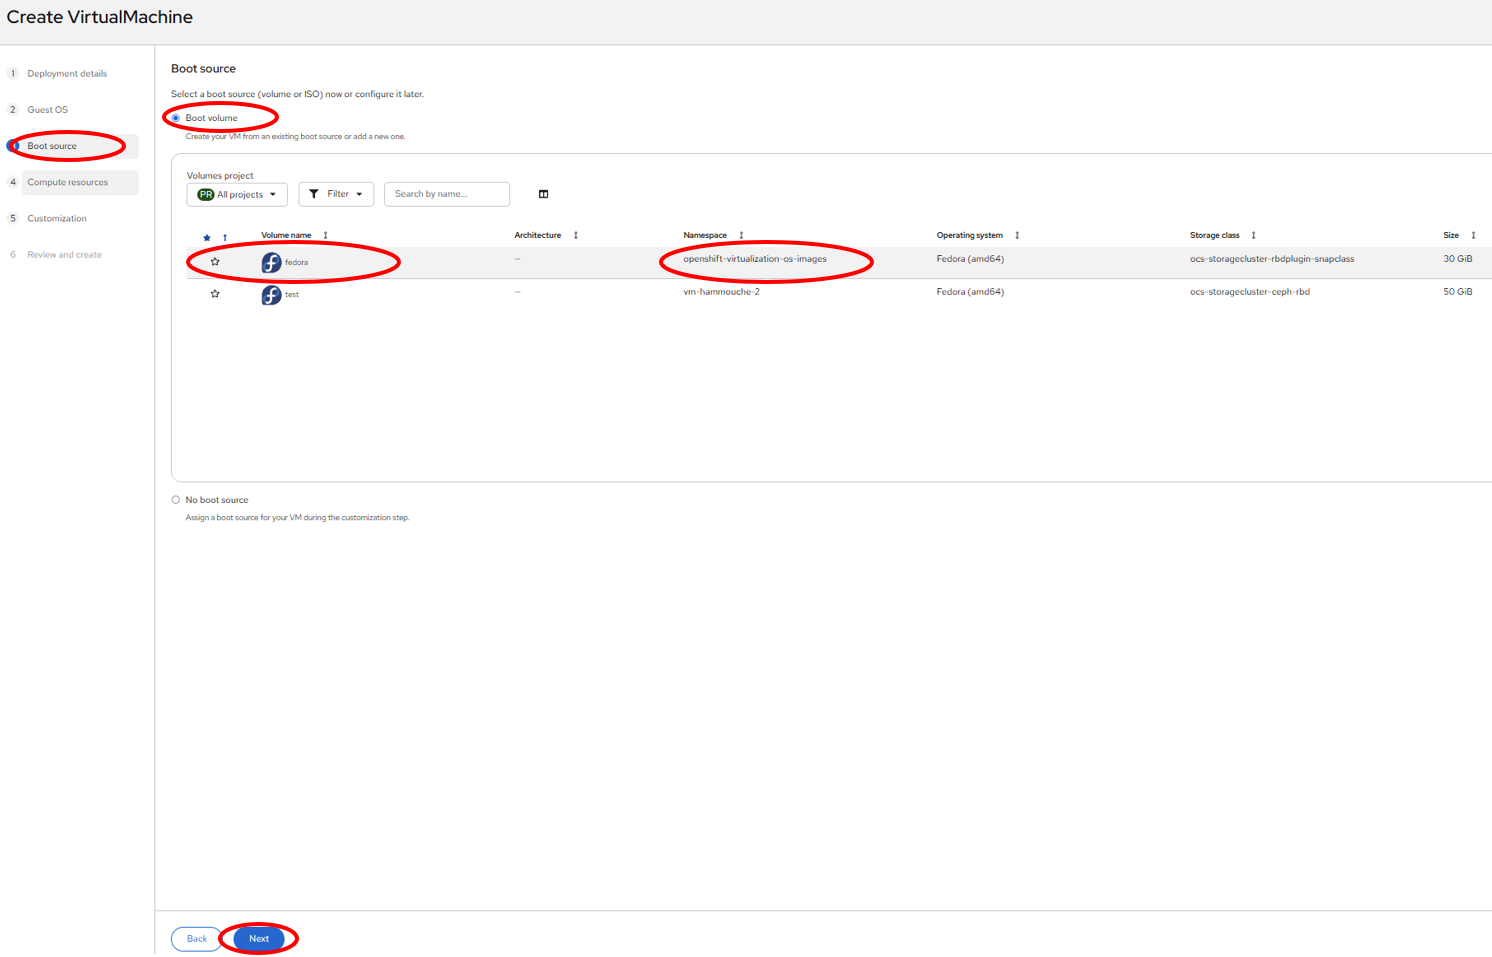 Create VirtualMachine
1 Deployment details
2 Guest OS
Boot source
4 Compute resources
5 Customization
6 Review and create
Boot source
Select a boot source (volume or ISO) now or configure it later.
Boot volume
Create your VM from an existing boot source or add a new one.
Volumes project
PR All projects Filter Search by name...
Volume name Architecture Namespace Operating system Storage class Size
fedora – openshift-virtualization-os-images Fedora (amd64) ocs-storagecluster-rbdplugin-snapclass 30 GiB
test – vm-hammouche-2 Fedora (amd64) ocs-storagecluster-ceph-rbd 50 GiB
No boot source
Assign a boot source for your VM during the customization step.
Back Next